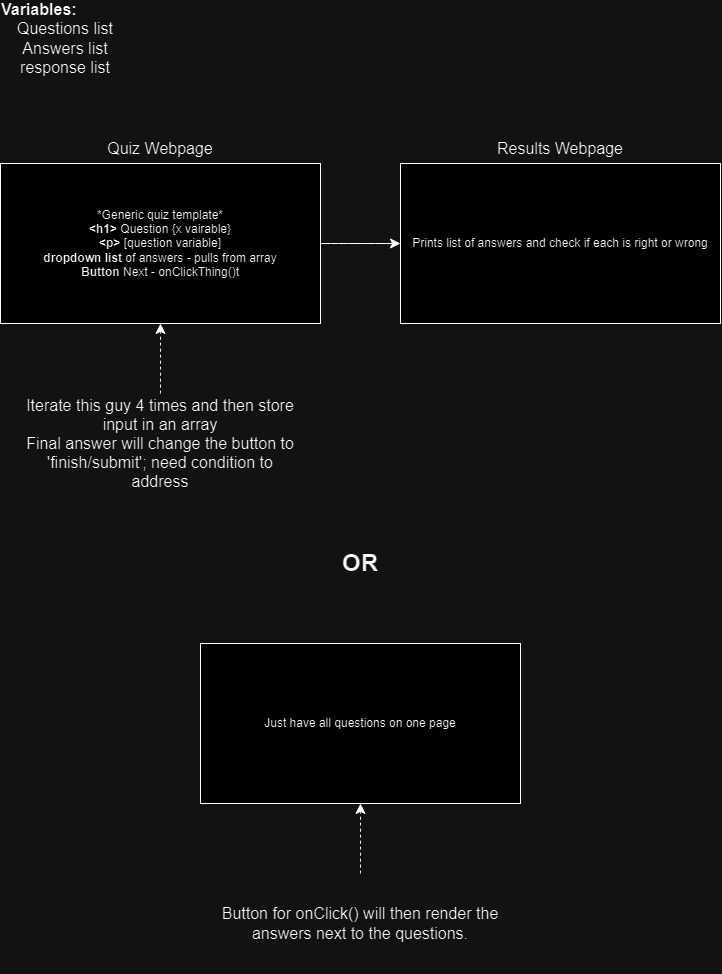 Variables:
Questions list
Answers list
response list
Quiz Webpage
*Generic quiz template*
<h1> Question {x vairable}
<p> [question variable]
dropdown list of answers - pulls from array
Button Next - onClickThing()t
Results Webpage
Prints list of answers and check if each is right or wrong
Iterate this guy 4 times and then store
input in an array
Final answer will change the button to
'finish/submit'; need condition to
address
OR
Just have all questions on one page
Button for onClick() will then render the
answers next to the questions.